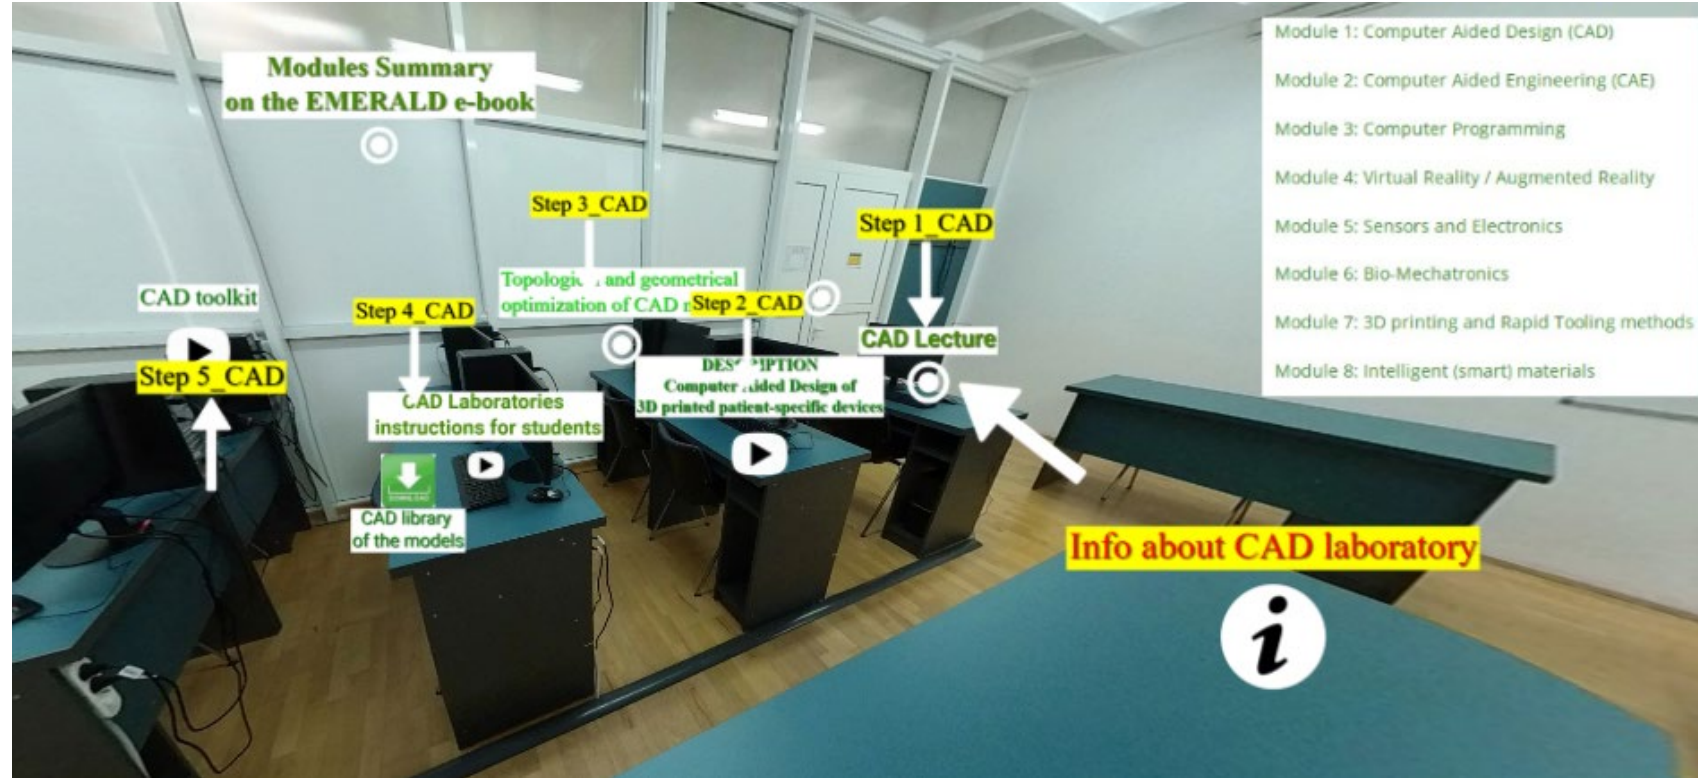 Modules Summary
on the EMERALD e-book
Module 1: Computer Aided Design (CAD)
Module 2: Computer Aided Engineering (CAE)
Module 3: Computer Programming
Module 4: Virtual Reality / Augmented Reality
Module 5: Sensors and Electronics
Module 6: Bio-Mechatronics
Module 7: 3D printing and Rapid Tooling methods
Module 8: Intelligent (smart) materials
Step 3_CAD
and geometrical
optimization of CAD
Step 1_CAD
CAD Lecture
Step 2_CAD
Computer Aided Design of
3D printed patient-specific devices
CAD toolkit
Step 5_CAD
Step 4_CAD
CAD Laboratories
instructions for students
DOWNLOAD
CAD library
of the models
Info about CAD laboratory
i